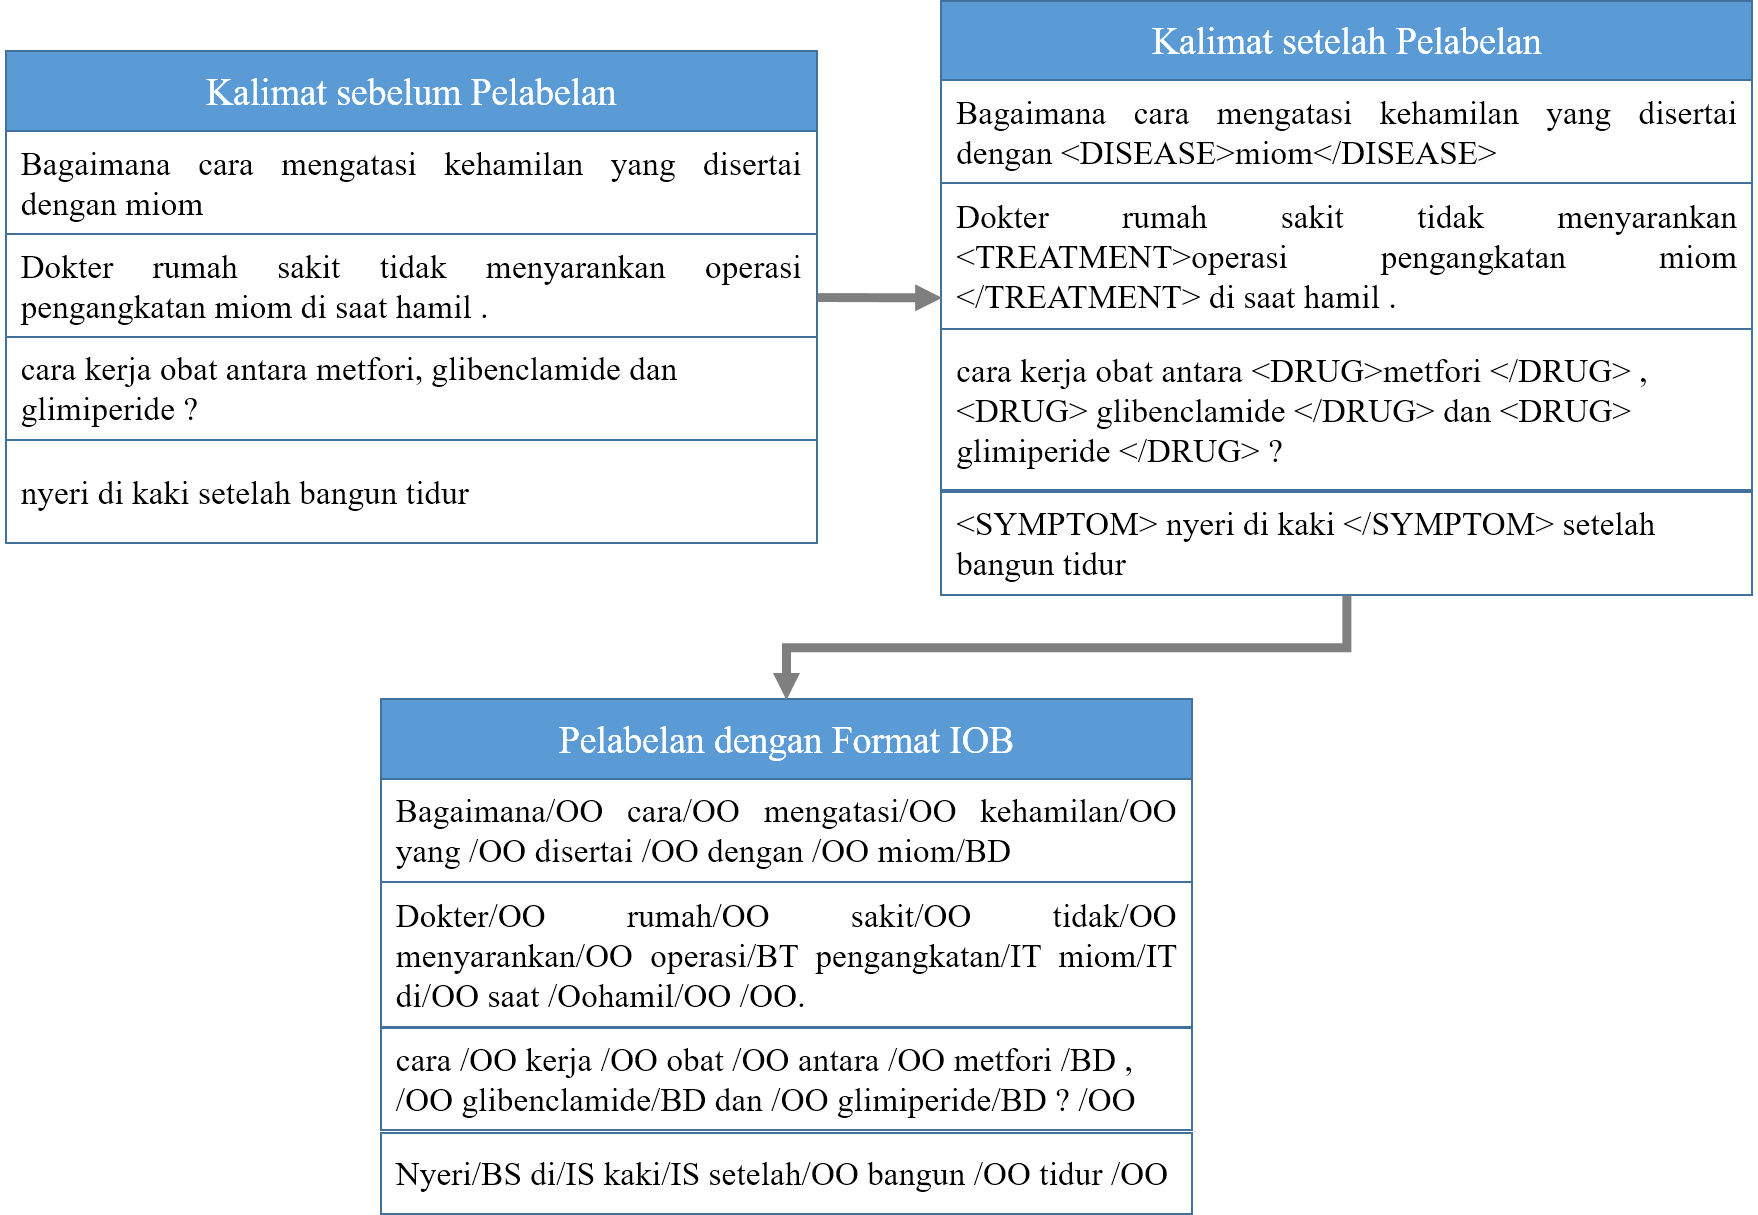 Kalimat sebelum Pelabelan
Bagaimana cara mengatasi kehamilan yang disertai
dengan miom
Dokter rumah sakit tidak menyarankan operasi
pengangkatan miom di saat hamil .
cara kerja obat antara metfori, glibenclamide dan
glimiperide ?
nyeri di kaki setelah bangun tidur
Kalimat setelah Pelabelan
Bagaimana cara mengatasi kehamilan yang disertai
dengan <DISEASE>miom</DISEASE>
Dokter rumah sakit tidak menyarankan
<TREATMENT>operasi pengangkatan miom
</TREATMENT> di saat hamil .
cara kerja obat antara <DRUG>metfori </DRUG> ,
<DRUG> glibenclamide </DRUG> dan <DRUG>
glimiperide </DRUG> ?
<SYMPTOM> nyeri di kaki </SYMPTOM> setelah
bangun tidur
Pelabelan dengan Format IOB
Bagaimana/OO cara/OO mengatasi/OO kehamilan/OO
yang /OO disertai /OO dengan /OO miom/BD
Dokter/OO rumah/OO sakit/OO tidak/OO
menyarankan/OO operasi/BT pengangkatan/IT miom/IT
di/OO saat /Oohamil/OO /OO.
cara /OO kerja /OO obat /OO antara /OO metfori /BD ,
/OO glibenclamide/BD dan /OO glimiperide/BD ? /OO
Nyeri/BS di/IS kaki/IS setelah/OO bangun /OO tidur /OO